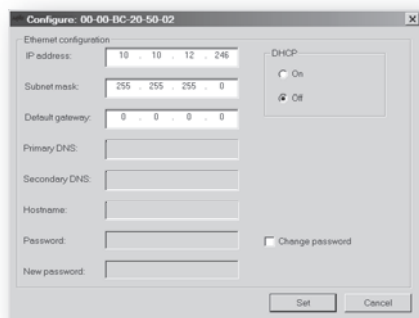 Configure: 00-00-BC-20-50-02
Ethernet configuration
IP address: 10 . 10 . 12 . 246
DHCP
On
Subnet mask: 255 . 255 . 255 . 0
Off
Default gateway: 0 . 0 . 0 . 0
Primary DNS:
Secondary DNS:
Hostname:
Password:
Change password
New password:
Set
Cancel